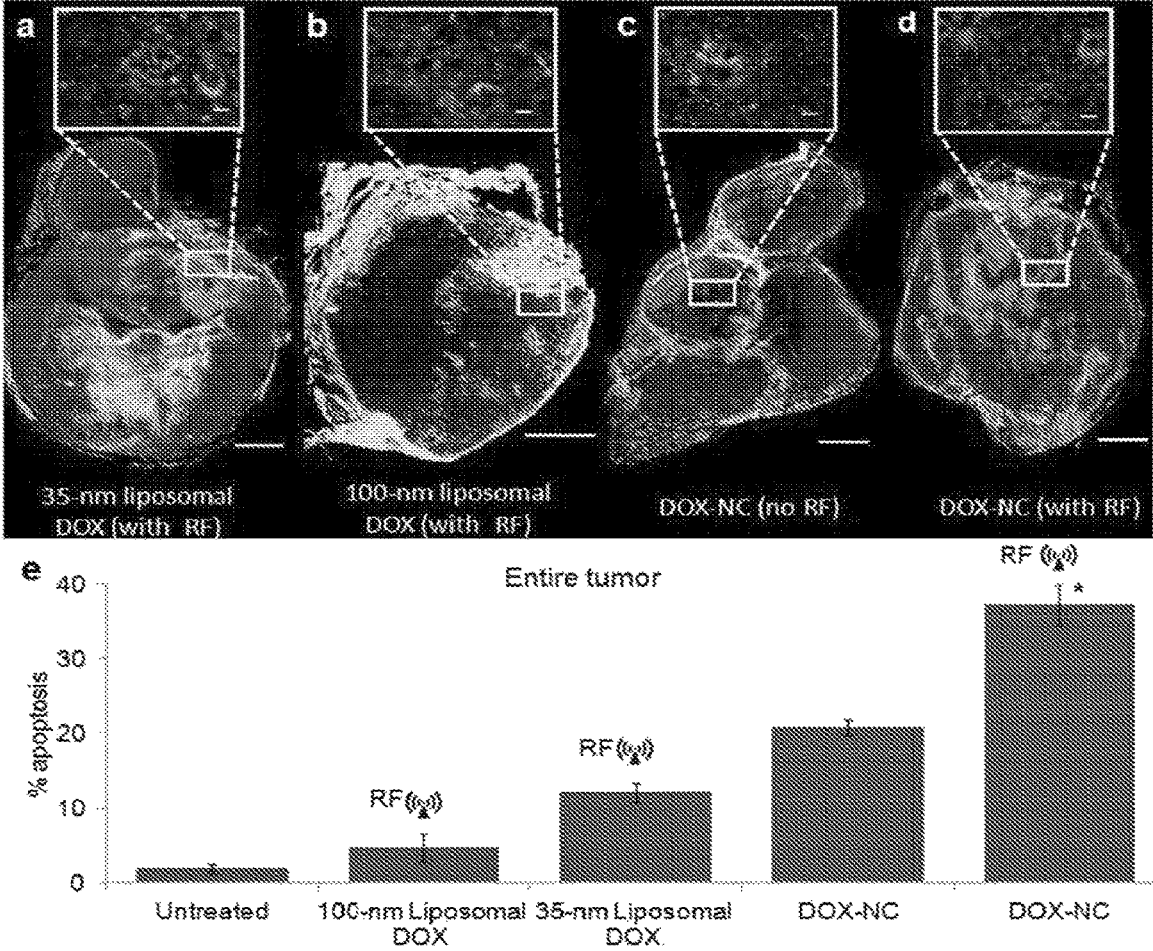 a
b
c
d
35-nm liposomal
DOX (with RF)
100-nm liposomal
DOX (with RF)
DOX-NC (no RF)
DOX-NC (with RF)
e
Entire tumor
% apoptosis
40
30
20
10
0
RF
RF
RF
*
Untreated
100-nm Liposomal
DOX
35-nm Liposomal
DOX
DOX-NC
DOX-NC